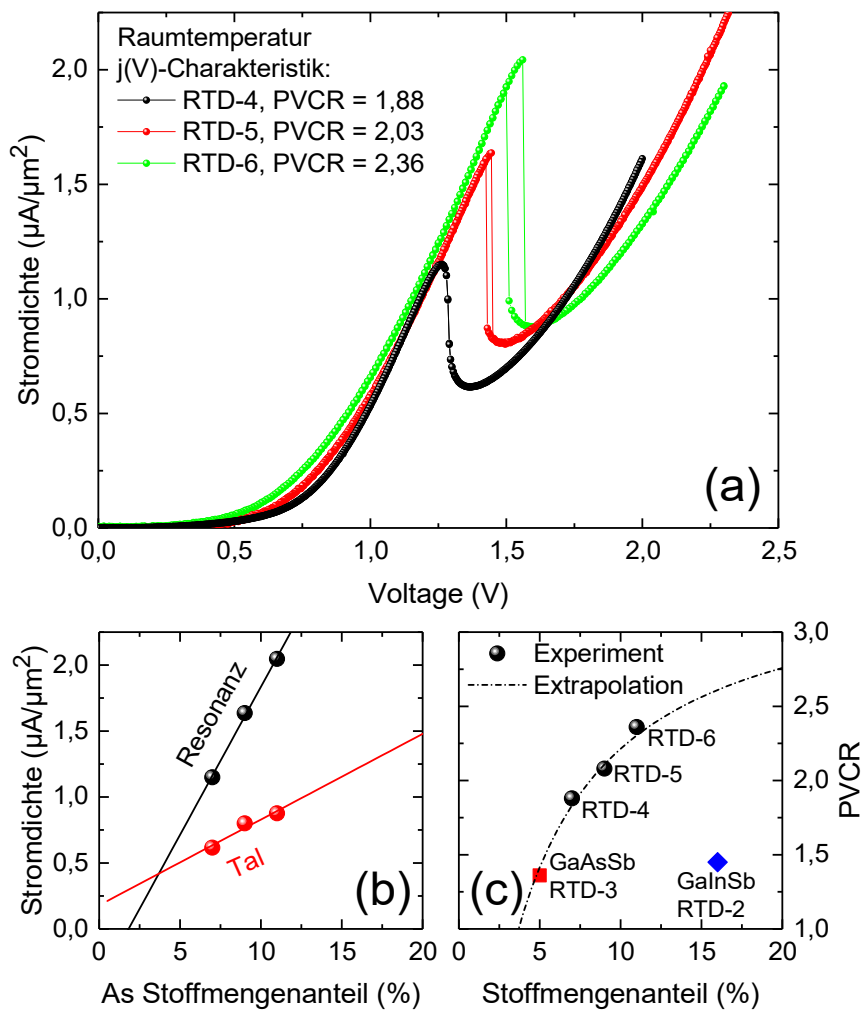 Raumtemperatur
j(V)-Charakteristik:
RTD-4, PVCR = 1,88
RTD-5, PVCR = 2,03
RTD-6, PVCR = 2,36
Stromdichte (µA/µm²)
2,0
1,5
1,0
0,5
0,0
(a)
0,0 0,5 1,0 1,5 2,0 2,5
Voltage (V)
Stromdichte (µA/µm²)
2,0
1,5
1,0
0,5
0,0
Resonanz
Tal
(b)
0 5 10 15 20
As Stoffmengenanteil (%)
Experiment
Extrapolation
RTD-6
RTD-5
RTD-4
GaAsSb
RTD-3
GaInSb
RTD-2
(c)
3,0
2,5
2,0
1,5
1,0
PVCR
0 5 10 15 20
Stoffmengenanteil (%)